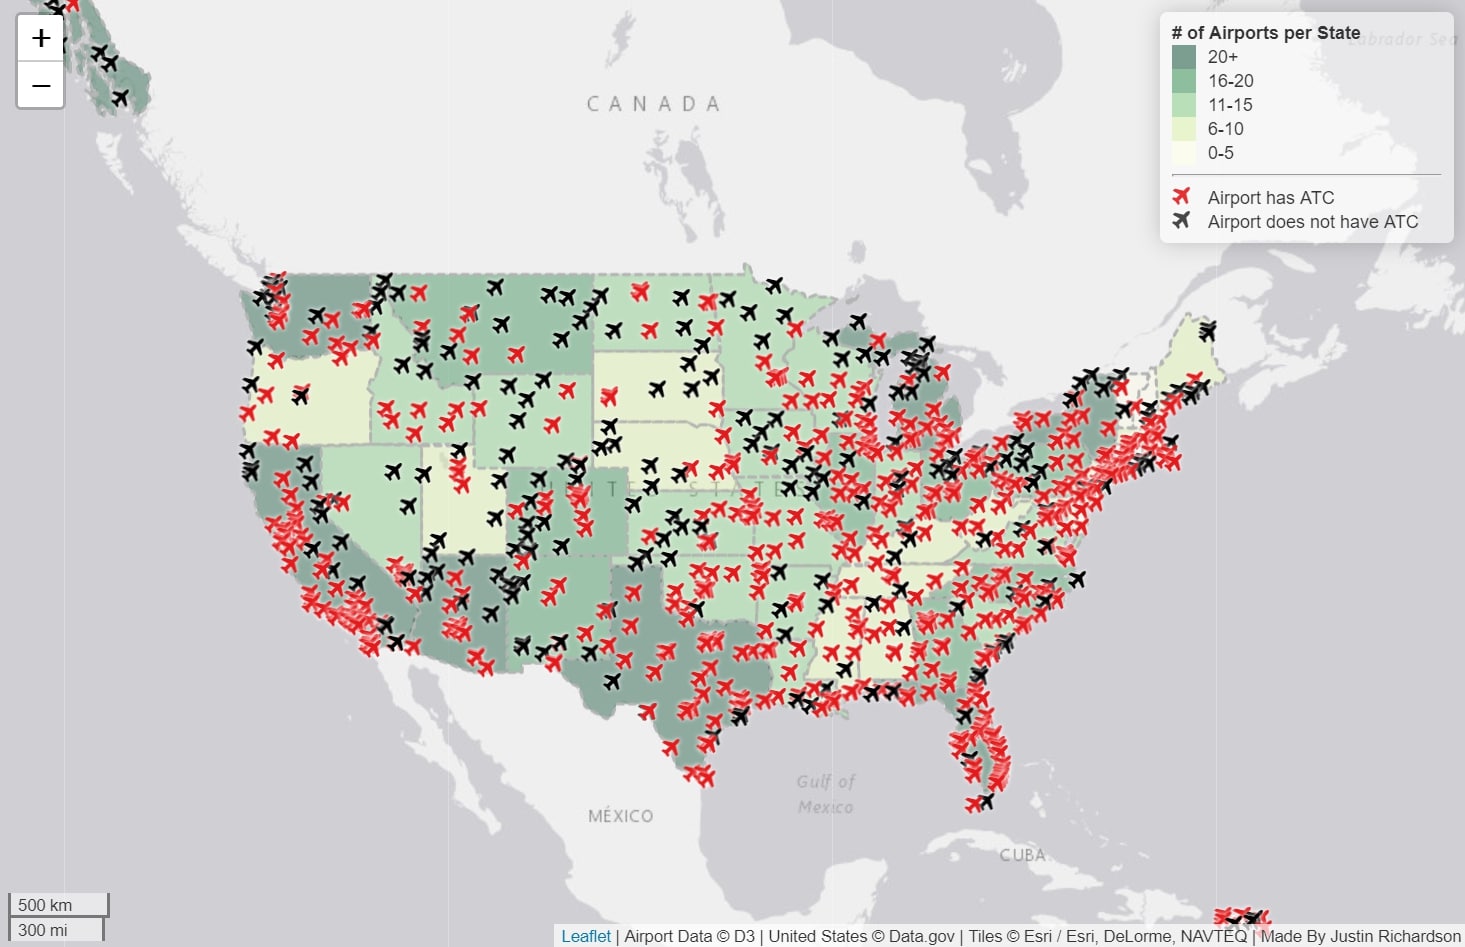 +
−
# of Airports per State
20+
16-20
11-15
6-10
0-5
Airport has ATC
Airport does not have ATC
Labrador Sea
CANADA
UNITED STATES
Gulf of
Mexico
MÉXICO
CUBA
500 km
300 mi
Leaflet | Airport Data © D3 | United States © Data.gov | Tiles © Esri / Esri, DeLorme, NAVTEQ | Made By Justin Richardson